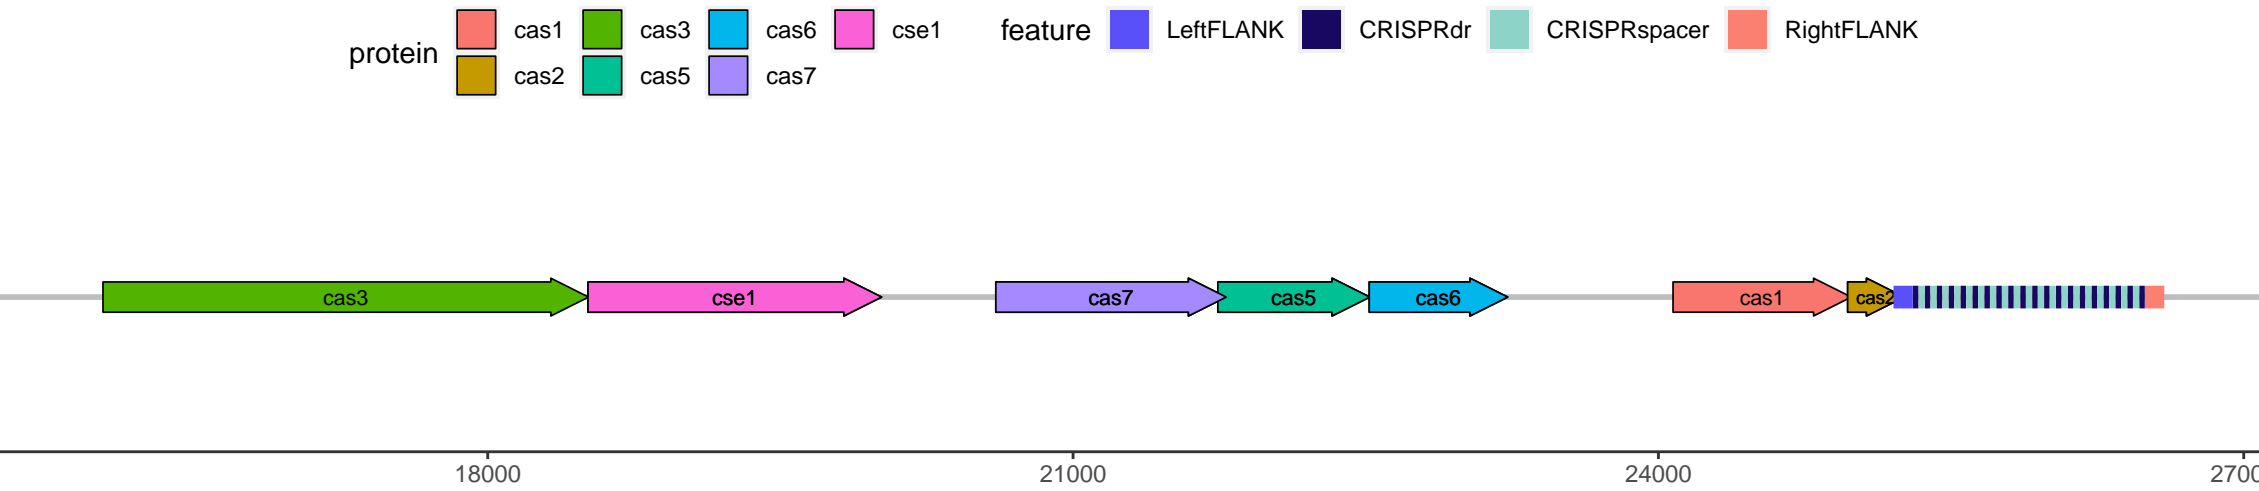 protein cas1 cas3 cas6 cse1 feature LeftFLANK CRISPRdr CRISPRspacer RightFLANK
cas2 cas5 cas7
cas3 cse1 cas7 cas5 cas6 cas1 cas2
18000 21000 24000 2700